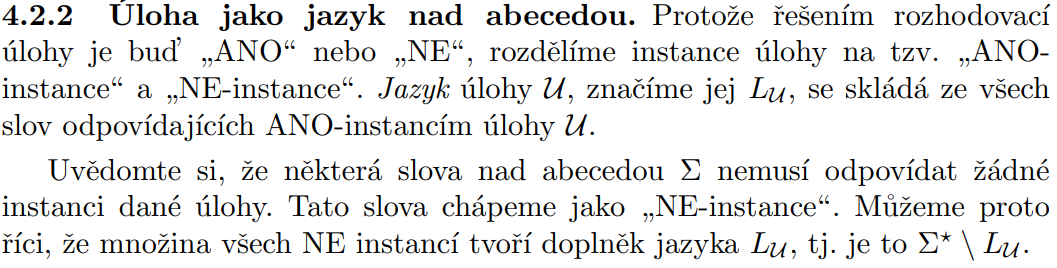 4.2.2 Úloha jako jazyk nad abecedou. Protože řešením rozhodovací
úlohy je buď „ANO“ nebo „NE“, rozdělíme instance úlohy na tzv. „ANO-
instance“ a „NE-instance“. Jazyk úlohy 𝒰, značíme jej L𝒰, se skládá ze všech
slov odpovídajících ANO-instancím úlohy 𝒰.
Uvědomte si, že některá slova nad abecedou Σ nemusí odpovídat žádné
instanci dané úlohy. Tato slova chápeme jako „NE-instance“. Můžeme proto
říci, že množina všech NE instancí tvoří doplněk jazyka L𝒰, tj. je to Σ⋆ \ L𝒰.